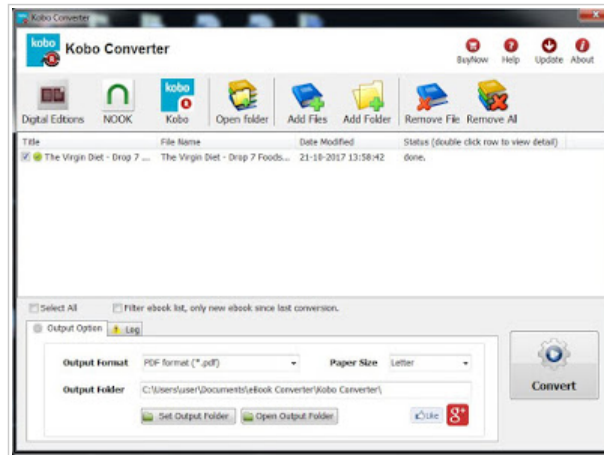 Kobo Converter
kobo Kobo Converter
BuyNow Help Update About
kobo
Digital Editions NOOK Kobo Open folder Add Files Add Folder Remove File Remove All
Title File Name Date Modified Status (double click row to view detail)
The Virgin Diet - Drop 7 ... The Virgin Diet - Drop 7 Foods... 21-10-2017 13:58:42 done.
Select All Filter ebook list, only new ebook since last conversion.
Output Option Log
Output Format PDF format (*.pdf) Paper Size Letter
Output Folder C:\Users\user\Documents\eBook Converter\Kobo Converter\
Set Output Folder Open Output Folder Like g+
Convert